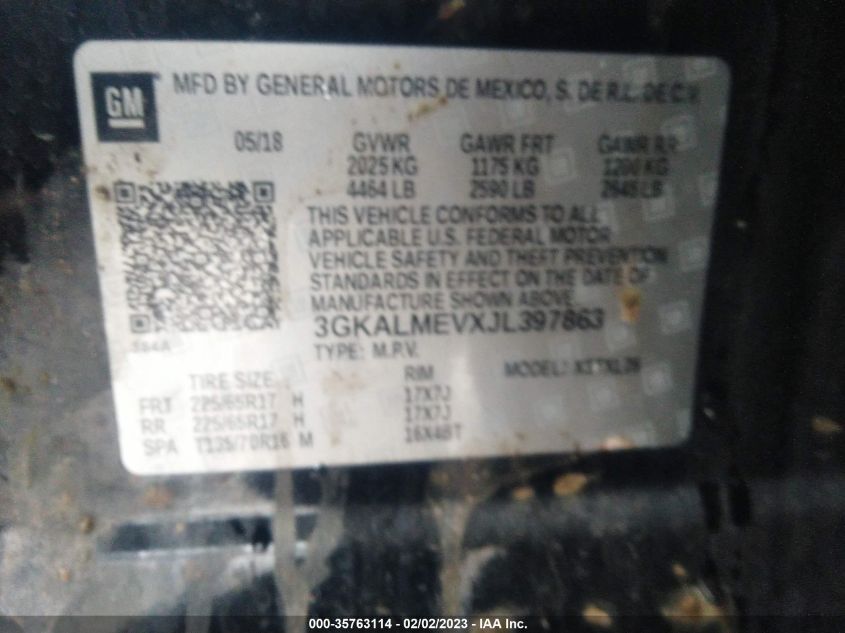 GM
MFD BY GENERAL MOTORS DE MEXICO, S. DE R.L. DE C.V.
05/18 GVWR GAWR FRT GAWR RR
2025 KG 1175 KG 1200 KG
4464 LB 2590 LB 2645 LB
THIS VEHICLE CONFORMS TO ALL
APPLICABLE U.S. FEDERAL MOTOR
VEHICLE SAFETY AND THEFT PREVENTION
STANDARDS IN EFFECT ON THE DATE OF
MANUFACTURE SHOWN ABOVE.
3GKALMEVXJL397863
TYPE: M.P.V. MODEL:
TIRE SIZE RIM
FRT 225/65R17 H 17X7J
RR 225/65R17 H 17X7J
SPA T135/70R16 M 16X4BT
000-35763114 - 02/02/2023 - IAA Inc.